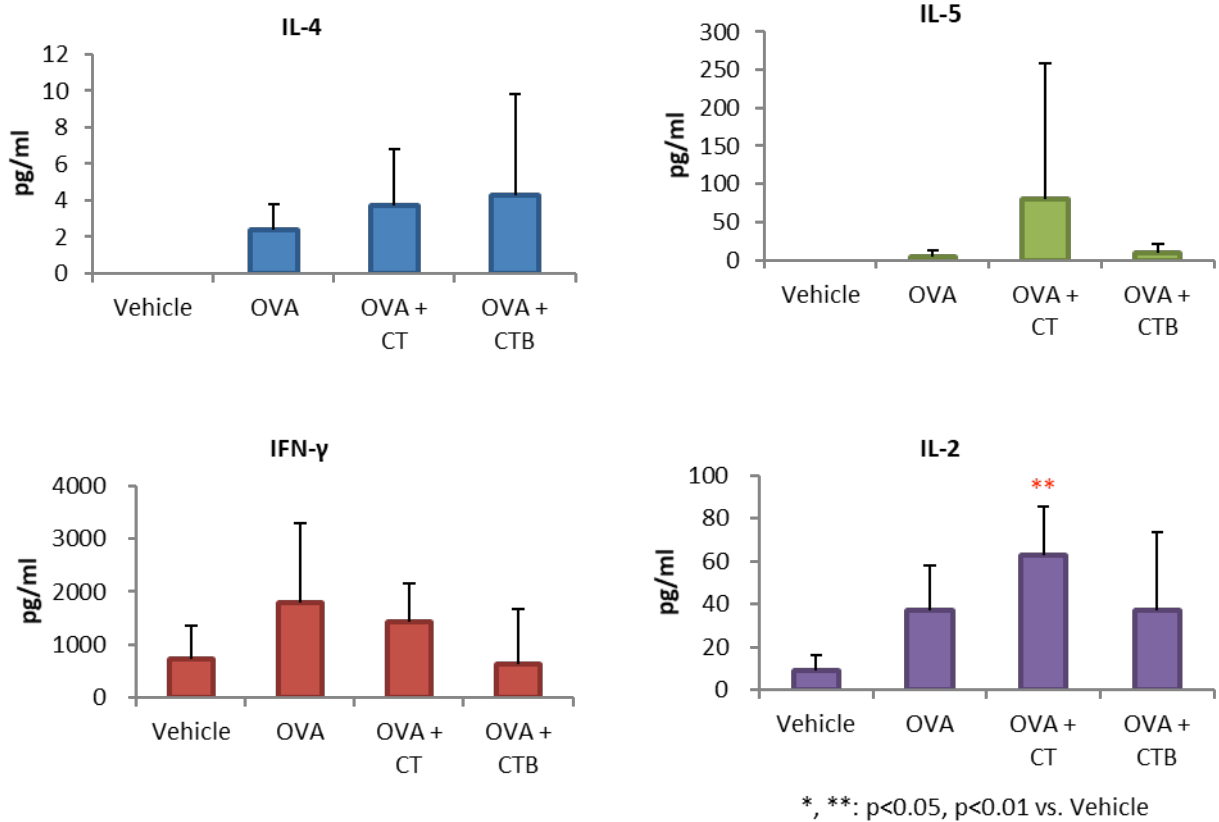 IL-4
12
10
8
6
4
2
0
pg/ml
Vehicle
OVA
OVA +
CT
OVA +
CTB
IL-5
300
250
200
150
100
50
0
pg/ml
Vehicle
OVA
OVA +
CT
OVA +
CTB
IFN-γ
4000
3000
2000
1000
0
pg/ml
Vehicle
OVA
OVA +
CT
OVA +
CTB
IL-2
100
80
60
40
20
0
pg/ml
**
Vehicle
OVA
OVA +
CT
OVA +
CTB
*, **: p<0.05, p<0.01 vs. Vehicle